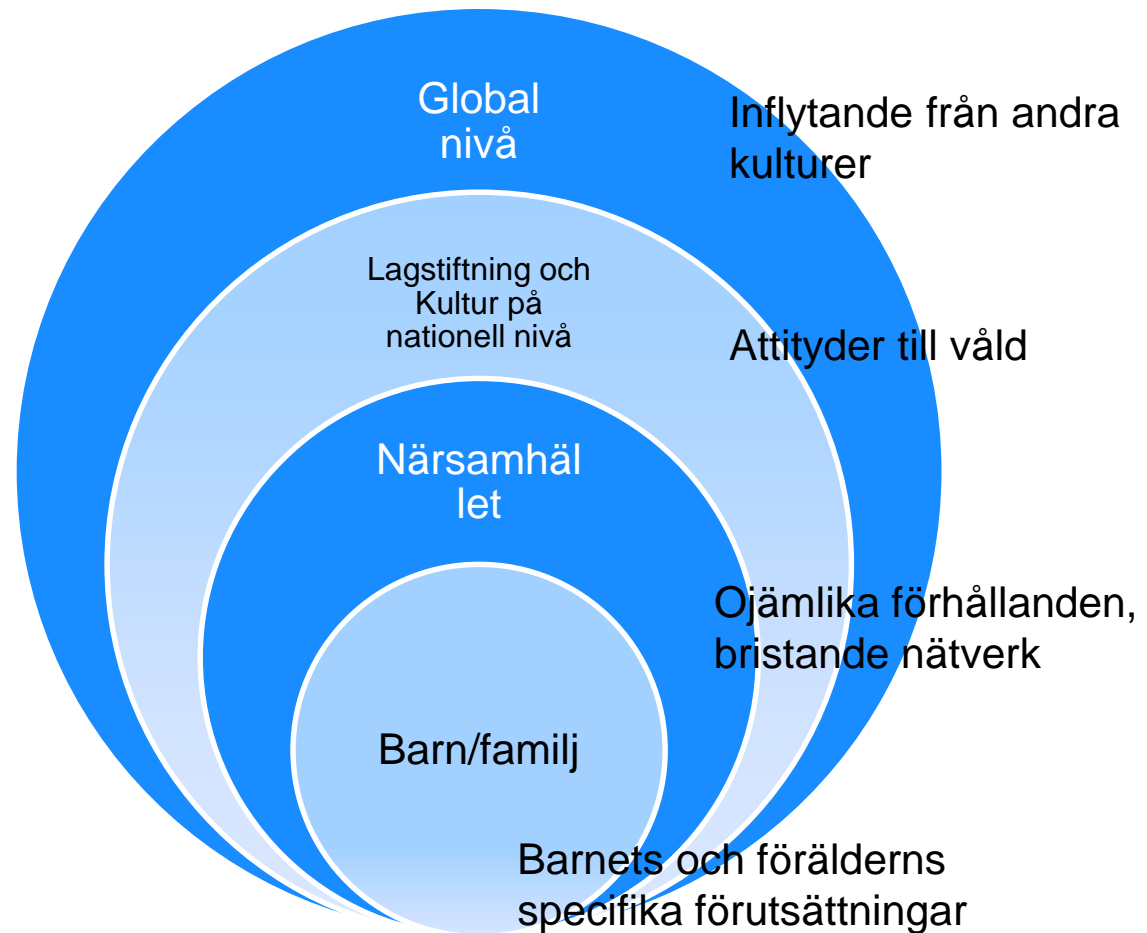 Global
nivå
Inflytande från andra
kulturer
Lagstiftning och
Kultur på
nationell nivå
Attityder till våld
Närsamhäl
let
Ojämlika förhållanden,
bristande nätverk
Barn/familj
Barnets och förälderns
specifika förutsättningar